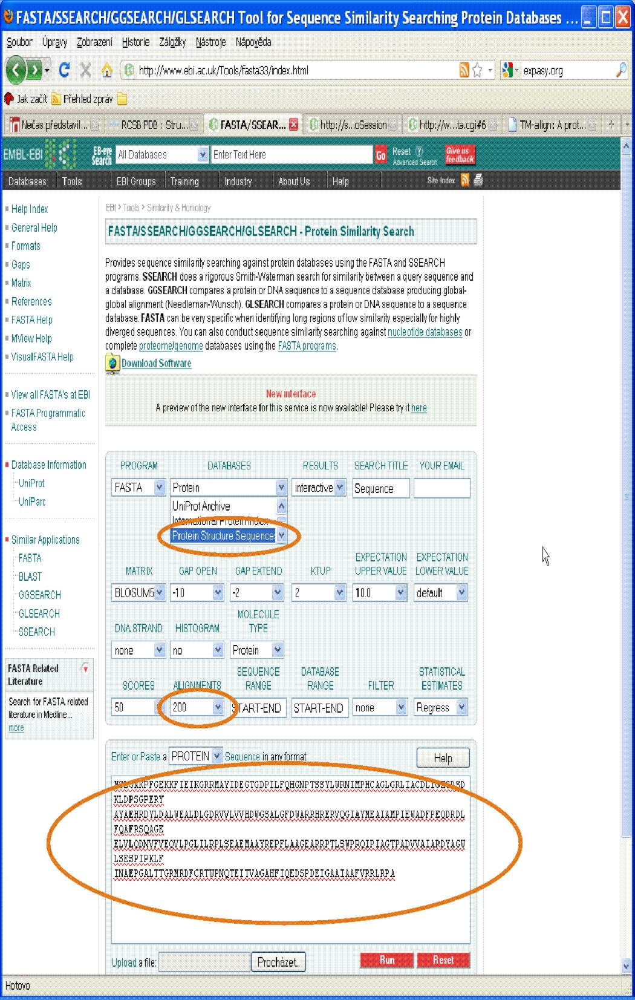 FASTA/SSEARCH/GGSEARCH/GLSEARCH Tool for Sequence Similarity Searching Protein Databases ...
Soubor Úpravy Zobrazení Historie Záložky Nástroje Nápověda
http://www.ebi.ac.uk/Tools/fasta33/index.html expasy.org
Jak začít Přehled zpráv
Nečas představil... RCSB PDB : Stru... FASTA/SSEAR... http://s...oSession http://w...ta.cgi#6 TM-align: A prot...
EMBL-EBI EB-eye Search All Databases Enter Text Here Go Reset ? Advanced Search Give us feedback
Databases Tools EBI Groups Training Industry About Us Help Site Index
Help Index
General Help
Formats
Gaps
Matrix
References
FASTA Help
MView Help
VisualFASTA Help
View all FASTA's at EBI
FASTA Programmatic
Access
Database Information
UniProt
UniParc
Similar Applications
FASTA
BLAST
GGSEARCH
GLSEARCH
SSEARCH
FASTA Related
Literature
Search for FASTA related
literature in Medline...
more
EBI > Tools > Similarity & Homology
FASTA/SSEARCH/GGSEARCH/GLSEARCH - Protein Similarity Search
Provides sequence similarity searching against protein databases using the FASTA and SSEARCH
programs. SSEARCH does a rigorous Smith-Waterman search for similarity between a query sequence and
a database. GGSEARCH compares a protein or DNA sequence to a sequence database producing global-
global alignment (Needleman-Wunsch). GLSEARCH compares a protein or DNA sequence to a sequence
database. FASTA can be very specific when identifying long regions of low similarity especially for highly
diverged sequences. You can also conduct sequence similarity searching against nucleotide databases or
complete proteome/genome databases using the FASTA programs.
Download Software
New interface
A preview of the new interface for this service is now available! Please try it here
PROGRAM DATABASES RESULTS SEARCH TITLE YOUR EMAIL
FASTA Protein interactive Sequence
UniProt Archive
International Protein Index
Protein Structure Sequence
MATRIX GAP OPEN GAP EXTEND KTUP EXPECTATION UPPER VALUE EXPECTATION LOWER VALUE
BLOSUM5 -10 -2 2 10.0 default
DNA STRAND HISTOGRAM MOLECULE TYPE
none no Protein
SCORES ALIGNMENTS SEQUENCE RANGE DATABASE RANGE FILTER STATISTICAL ESTIMATES
50 200 START-END START-END none Regress
Enter or Paste a PROTEIN Sequence in any format: Help
MSLGAKPFGEKKFIEIKGRRMAYIDEGTGDPILFQHGNPTSSYLWRNIMPHCAGLGRLIACDLIGMGDSD
KLDPSGPERY
AYAEHRDYLDALWEALDLGDRVVLVVHDWGSALGFDWARRHRERVQGIAYMEAIAMPIEWADFPEQDRDL
FQAFRSQAGE
ELVLQDNVFVEQVLPGLILRPLSEAEMAAYREPFLAAGEARRPTLSWPRQIPIAGTPADVVAIARDYAGW
LSESPIPKLF
INAEPGALTTGRMRDFCRTWPNQTEITVAGAHFIQEDSPDEIGAAIAAFVRRLRPA
Upload a file: Procházet... Run Reset
Hotovo